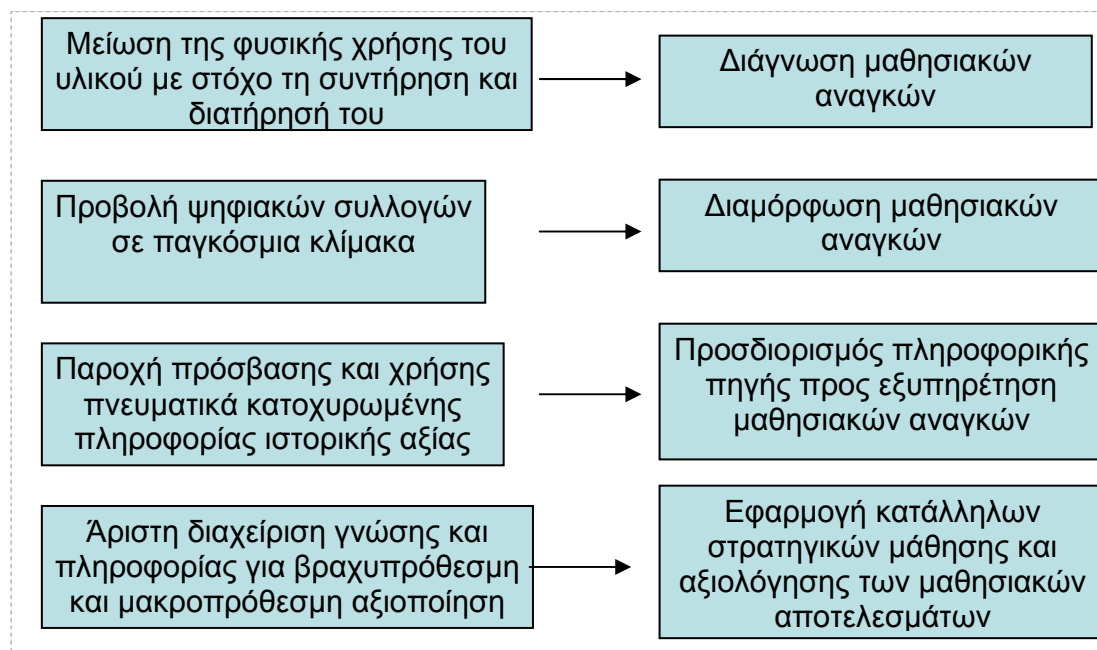 Μείωση της φυσικής χρήσης του
υλικού με στόχο τη συντήρηση και
διατήρησή του
Διάγνωση μαθησιακών
αναγκών
Προβολή ψηφιακών συλλογών
σε παγκόσμια κλίμακα
Διαμόρφωση μαθησιακών
αναγκών
Παροχή πρόσβασης και χρήσης
πνευματικά κατοχυρωμένης
πληροφορίας ιστορικής αξίας
Προσδιορισμός πληροφορικής
πηγής προς εξυπηρέτηση
μαθησιακών αναγκών
Άριστη διαχείριση γνώσης και
πληροφορίας για βραχυπρόθεσμη
και μακροπρόθεσμη αξιοποίηση
Εφαρμογή κατάλληλων
στρατηγικών μάθησης και
αξιολόγησης των μαθησιακών
αποτελεσμάτων